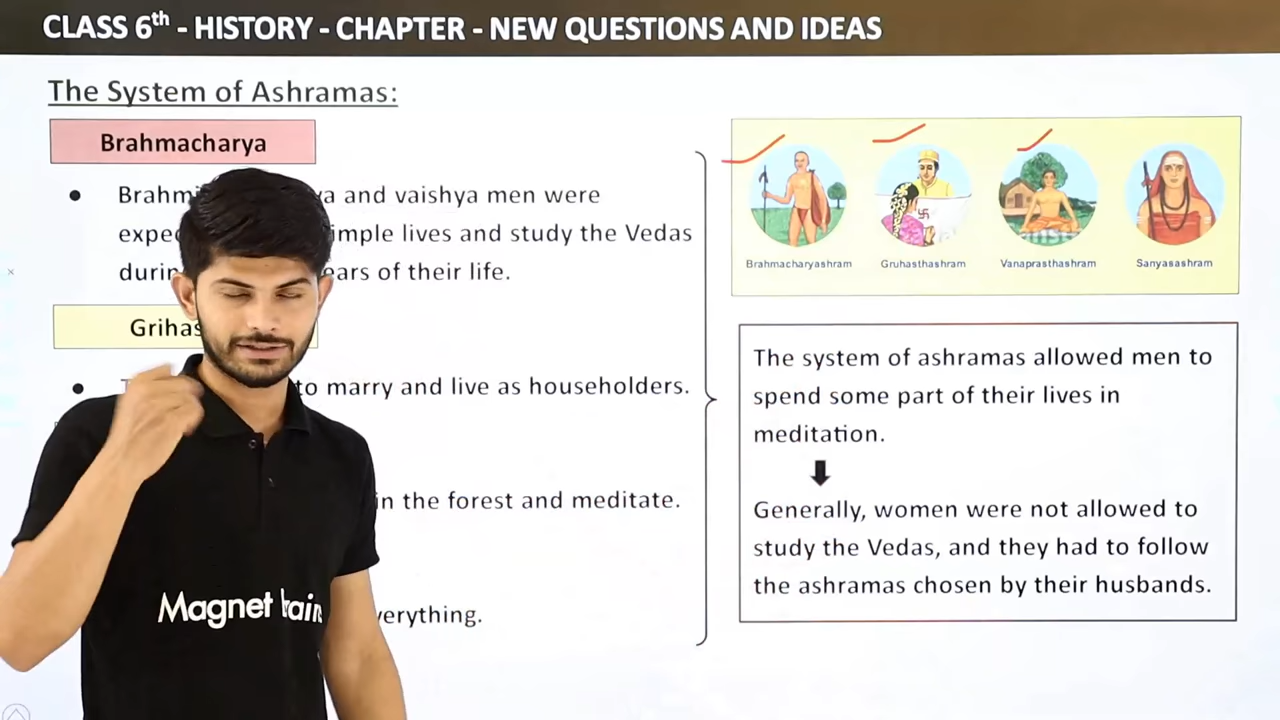 CLASS 6th - HISTORY - CHAPTER - NEW QUESTIONS AND IDEAS
The System of Ashramas:
Brahmacharya
and vaishya men were
lives and study the Vedas
of their life.
to marry and live as householders.
in the forest and meditate.
Brahmacharyashram
Gruhasthashram
Vanaprasthashram
Sanyasashram
The system of ashramas allowed men to
spend some part of their lives in
meditation.
Generally, women were not allowed to
study the Vedas, and they had to follow
the ashramas chosen by their husbands.
Magnet